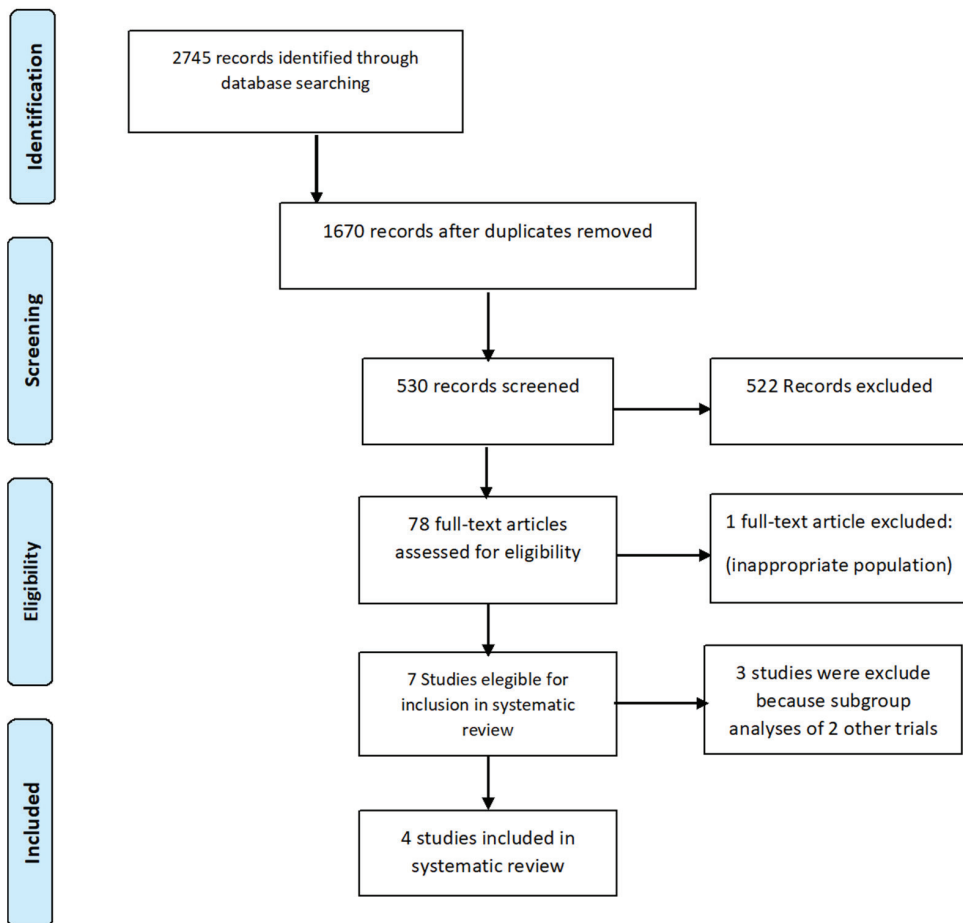 Identification
2745 records identified through
database searching
1670 records after duplicates removed
Screening
530 records screened
522 Records excluded
Eligibility
78 full-text articles
assessed for eligibility
1 full-text article excluded:
(inappropriate population)
7 Studies elegible for
inclusion in systematic
review
3 studies were exclude
because subgroup
analyses of 2 other trials
Included
4 studies included in
systematic review